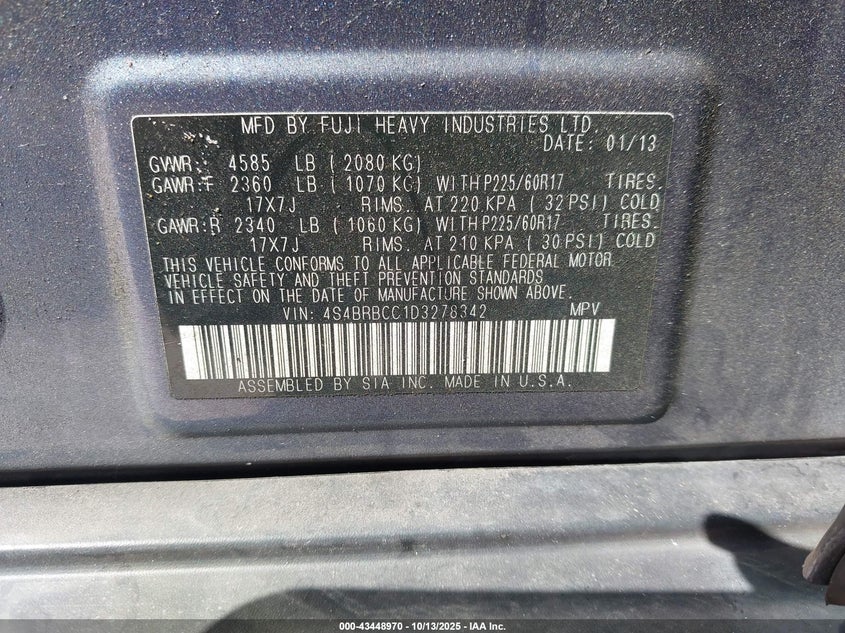 MFD BY FUJI HEAVY INDUSTRIES LTD.
DATE: 01/13
GVWR: 4585 LB ( 2080 KG)
GAWR:F 2360 LB ( 1070 KG) WITH P225/60R17 TIRES.
17X7J RIMS. AT 220 KPA ( 32 PSI) COLD
GAWR:R 2340 LB ( 1060 KG) WITH P225/60R17 TIRES.
17X7J RIMS. AT 210 KPA ( 30 PSI) COLD
THIS VEHICLE CONFORMS TO ALL APPLICABLE FEDERAL MOTOR
VEHICLE SAFETY AND THEFT PREVENTION STANDARDS
IN EFFECT ON THE DATE OF MANUFACTURE SHOWN ABOVE.
VIN: 4S4BRBCC1D3278342 MPV
ASSEMBLED BY SIA INC. MADE IN U.S.A.
000-43448970 - 10/13/2025 - IAA Inc.